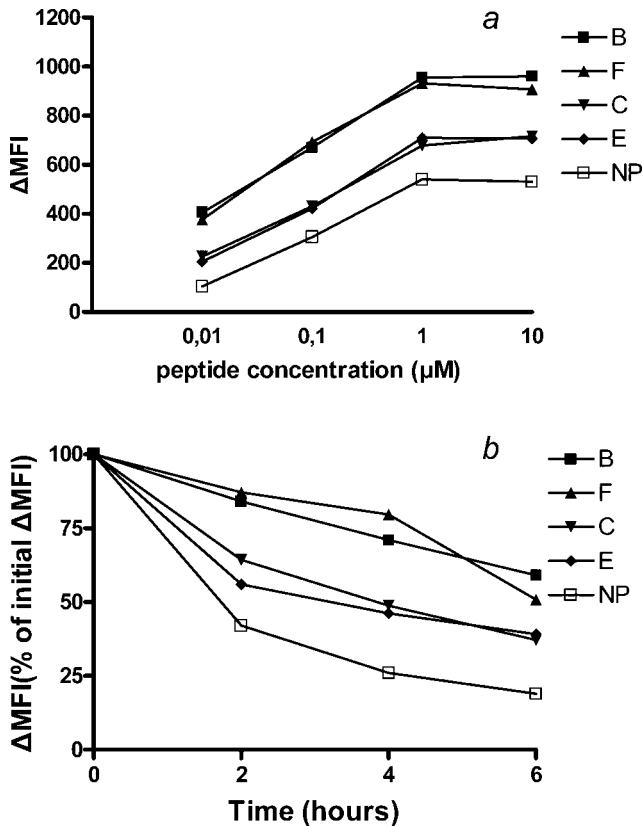 a
B
F
C
E
NP
1200
1000
800
600
400
200
0
ΔMFI
0,01 0,1 1 10
peptide concentration (µM)
b
B
F
C
E
NP
100
75
50
25
0
ΔMFI(% of initial ΔMFI)
0 2 4 6
Time (hours)